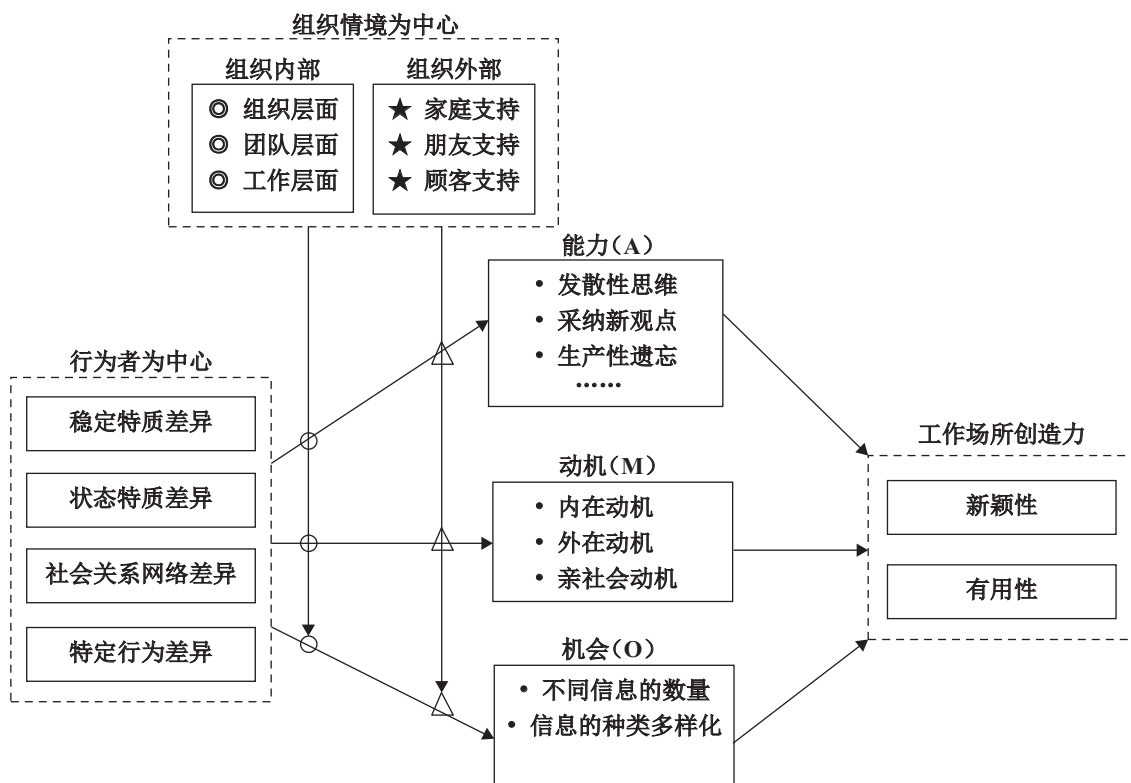 组织情境为中心
组织内部
◎ 组织层面
◎ 团队层面
◎ 工作层面
组织外部
★ 家庭支持
★ 朋友支持
★ 顾客支持
行为者为中心
稳定特质差异
状态特质差异
社会关系网络差异
特定行为差异
能力(A)
• 发散性思维
• 采纳新观点
• 生产性遗忘
……
动机(M)
• 内在动机
• 外在动机
• 亲社会动机
机会(O)
• 不同信息的数量
• 信息的种类多样化
工作场所创造力
新颖性
有用性